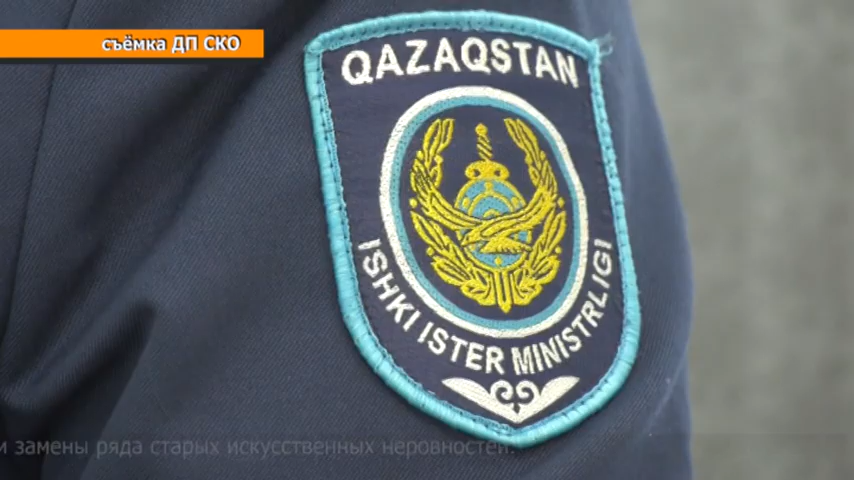 съёмка ДП СКО
QAZAQSTAN
ISHKI ISTER MINISTRLIGI
и замены ряда старых искусственных неровностей.